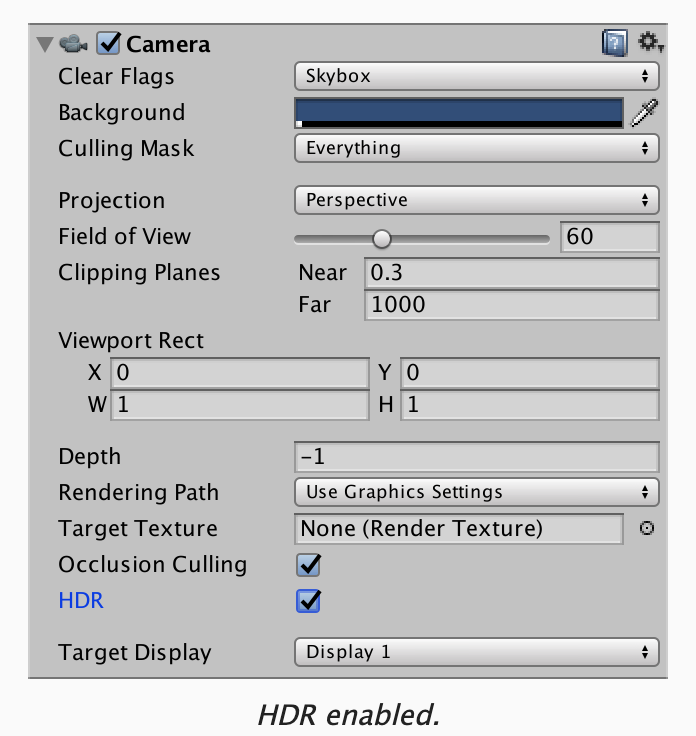 Camera
Clear Flags Skybox
Background
Culling Mask Everything
Projection Perspective
Field of View 60
Clipping Planes Near 0.3
Far 1000
Viewport Rect
X 0 Y 0
W 1 H 1
Depth -1
Rendering Path Use Graphics Settings
Target Texture None (Render Texture)
Occlusion Culling
HDR
Target Display Display 1
HDR enabled.